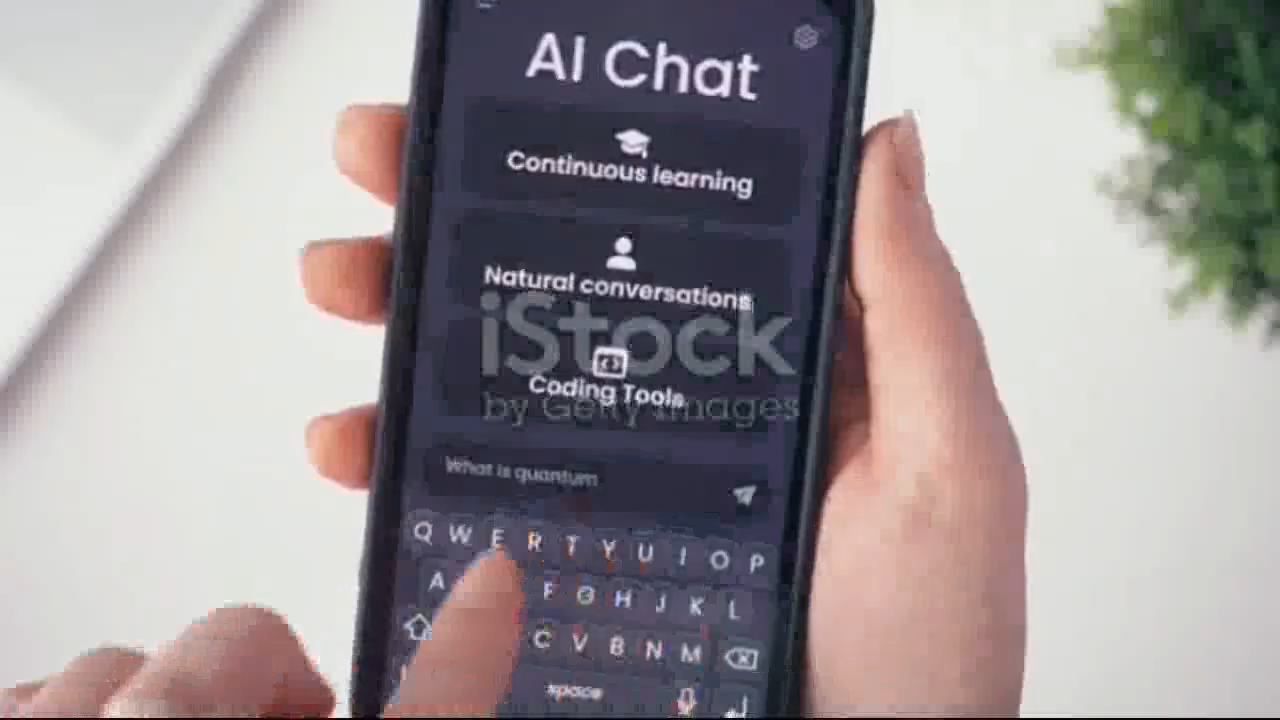 AI Chat
Continuous learning
Natural conversations
iStock
Coding Tools
by Getty Images
What is quantum
Q W E R T Y U I O P
A F G H J K L
C V B N M
space